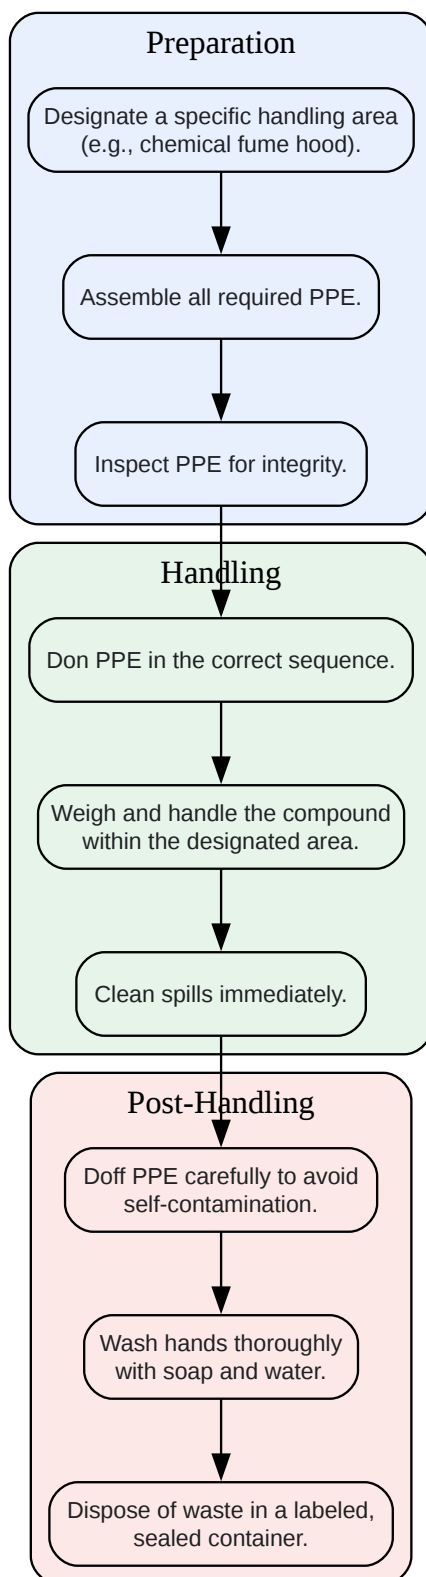 Preparation
Designate a specific handling area
(e.g., chemical fume hood).
Assemble all required PPE.
Inspect PPE for integrity.
Handling
Don PPE in the correct sequence.
Weigh and handle the compound
within the designated area.
Clean spills immediately.
Post-Handling
Doff PPE carefully to avoid
self-contamination.
Wash hands thoroughly
with soap and water.
Dispose of waste in a labeled,
sealed container.